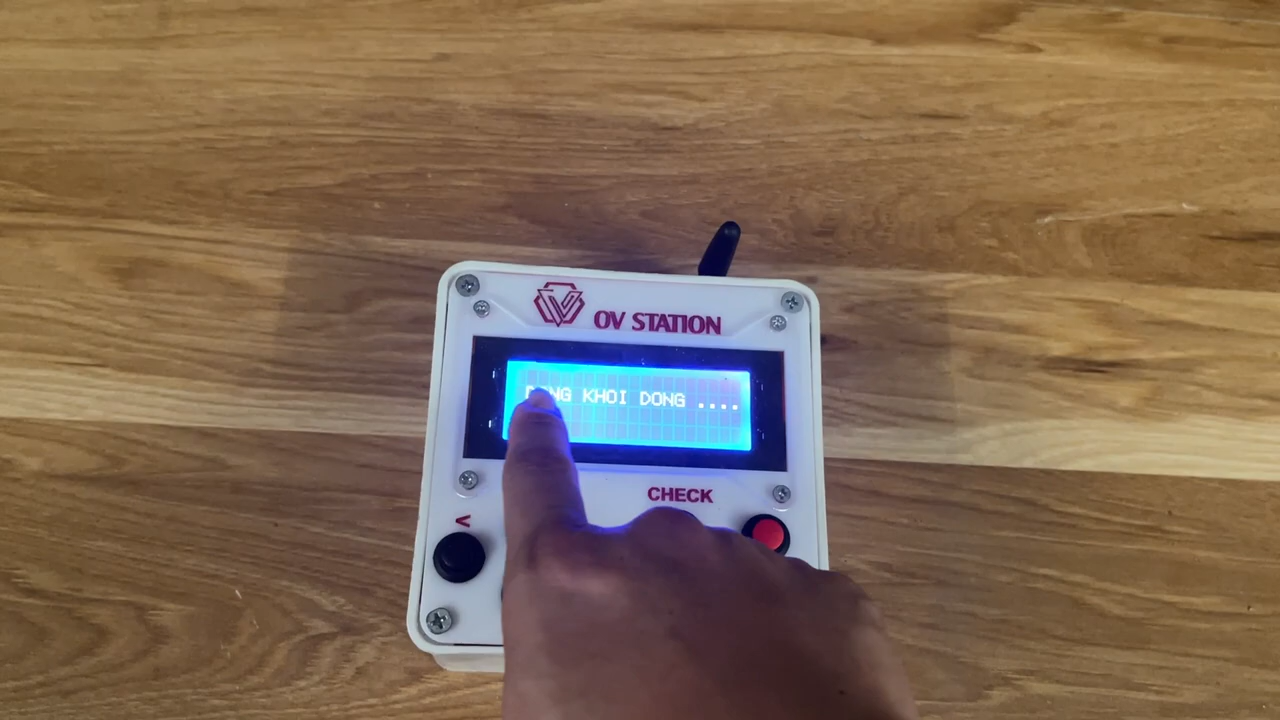 OV STATION
KHOI DONG ....
CHECK
V